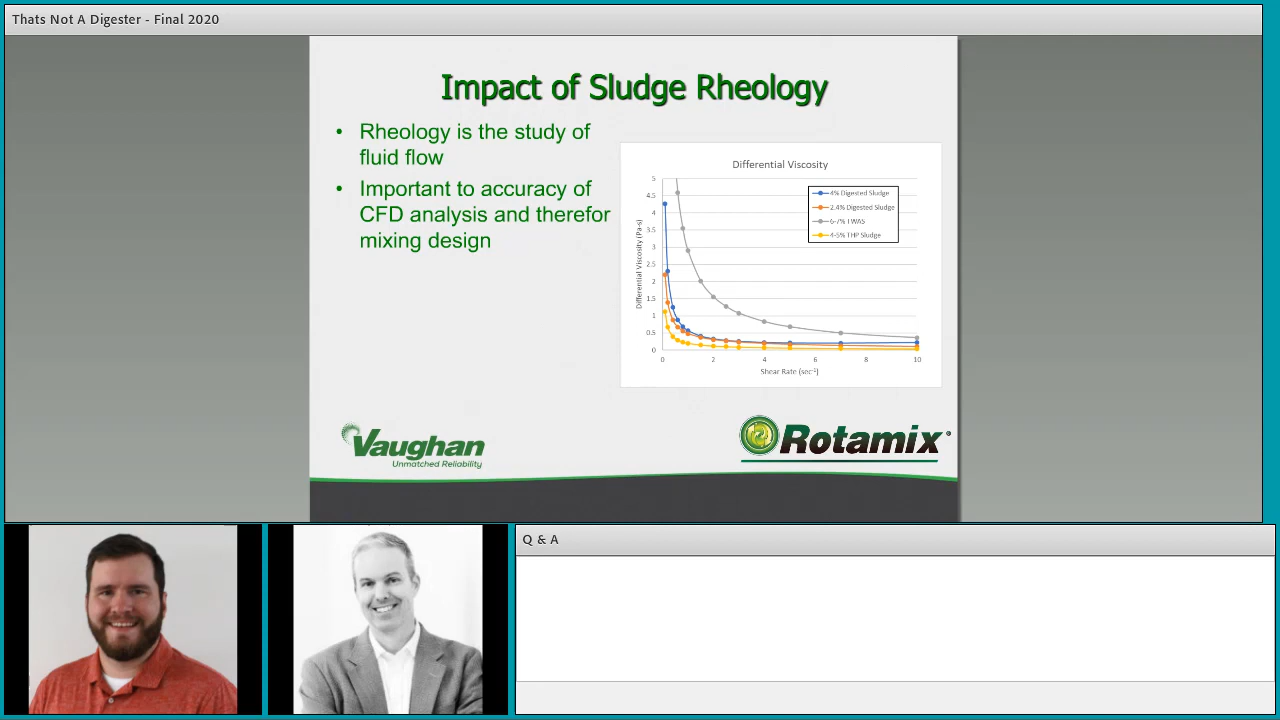 Thats Not A Digester - Final 2020
Impact of Sludge Rheology
• Rheology is the study of
fluid flow
• Important to accuracy of
CFD analysis and therefor
mixing design
Differential Viscosity
5
4.5
4
3.5
3
2.5
2
1.5
1
0.5
0
Differential Viscosity (Pa-s)
4% Digested Sludge
2.4% Digested Sludge
6-7% TWAS
4-5% THP Sludge
0 2 4 6 8 10
Shear Rate (sec⁻¹)
Vaughan
Unmatched Reliability
Rotamix®
Q & A